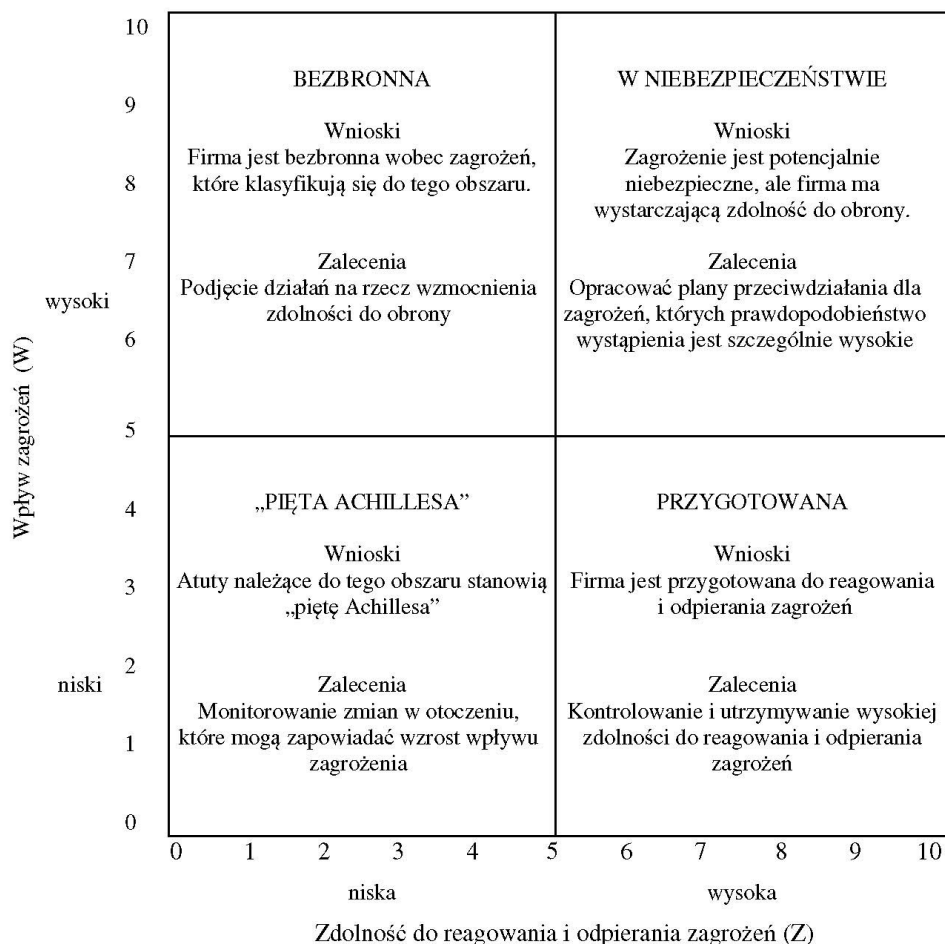 10
9
8
7
6
5
4
3
2
1
0
wysoki
niski
Wpływ zagrożeń (W)
BEZBRONNA
Wnioski
Firma jest bezbronna wobec zagrożeń,
które klasyfikują się do tego obszaru.
Zalecenia
Podjęcie działań na rzecz wzmocnienia
zdolności do obrony
W NIEBEZPIECZEŃSTWIE
Wnioski
Zagrożenie jest potencjalnie
niebezpieczne, ale firma ma
wystarczającą zdolność do obrony.
Zalecenia
Opracować plany przeciwdziałania dla
zagrożeń, których prawdopodobieństwo
wystąpienia jest szczególnie wysokie
„PIĘTA ACHILLESA”
Wnioski
Atuty należące do tego obszaru stanowią
„piętę Achillesa”
Zalecenia
Monitorowanie zmian w otoczeniu,
które mogą zapowiadać wzrost wpływu
zagrożenia
PRZYGOTOWANA
Wnioski
Firma jest przygotowana do reagowania
i odpierania zagrożeń
Zalecenia
Kontrolowanie i utrzymywanie wysokiej
zdolności do reagowania i odpierania
zagrożeń
0 1 2 3 4 5 6 7 8 9 10
niska wysoka
Zdolność do reagowania i odpierania zagrożeń (Z)